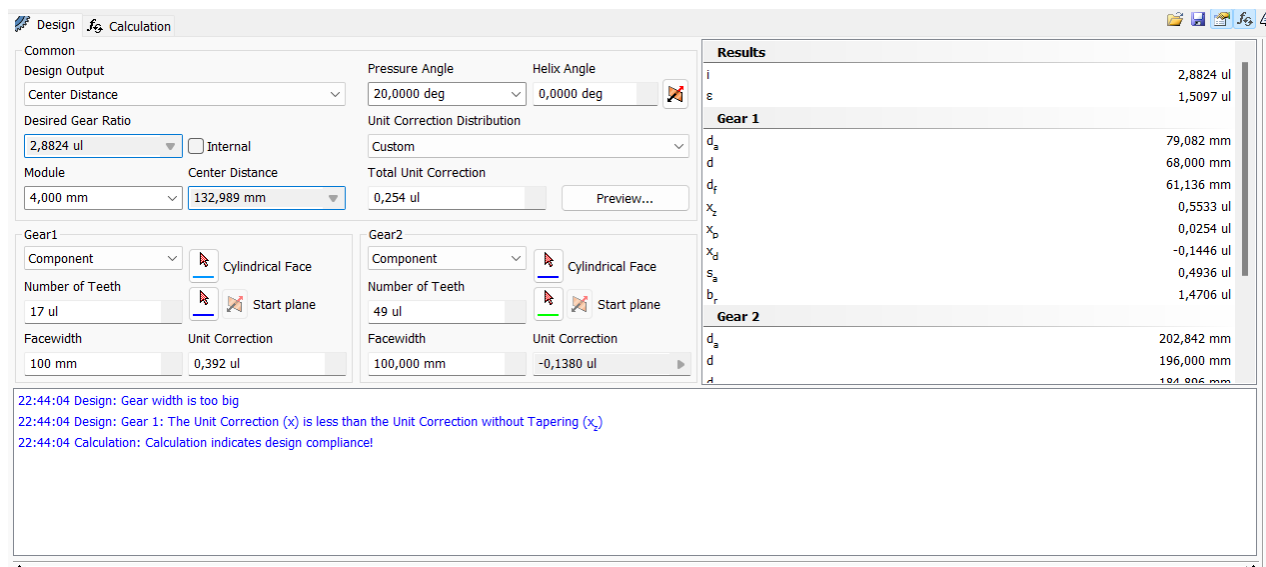 Design
Calculation
Common
Design Output
Pressure Angle
Helix Angle
Center Distance
20,0000 deg
0,0000 deg
Desired Gear Ratio
Unit Correction Distribution
2,8824 ul
Internal
Custom
Module
Center Distance
Total Unit Correction
4,000 mm
132,989 mm
0,254 ul
Preview...
Gear1
Component
Cylindrical Face
Number of Teeth
Start plane
17 ul
Facewidth
Unit Correction
100 mm
0,392 ul
Gear2
Component
Cylindrical Face
Number of Teeth
Start plane
49 ul
Facewidth
Unit Correction
100,000 mm
-0,1380 ul
Results
i 2,8824 ul
ε 1,5097 ul
Gear 1
da 79,082 mm
d 68,000 mm
df 61,136 mm
xz 0,5533 ul
xp 0,0254 ul
xd -0,1446 ul
sa 0,4936 ul
br 1,4706 ul
Gear 2
da 202,842 mm
d 196,000 mm
d 184,896 mm
22:44:04 Design: Gear width is too big
22:44:04 Design: Gear 1: The Unit Correction (x) is less than the Unit Correction without Tapering (xz)
22:44:04 Calculation: Calculation indicates design compliance!